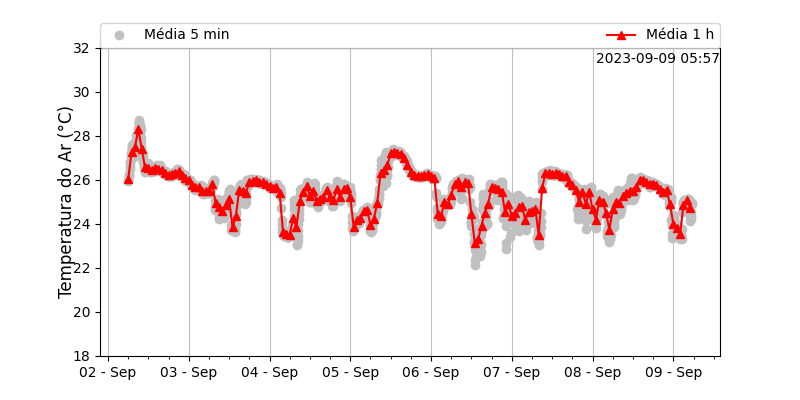 Média 5 min
Média 1 h
2023-09-09 05:57
Temperatura do Ar (°C)
32
30
28
26
24
22
20
18
02 - Sep
03 - Sep
04 - Sep
05 - Sep
06 - Sep
07 - Sep
08 - Sep
09 - Sep